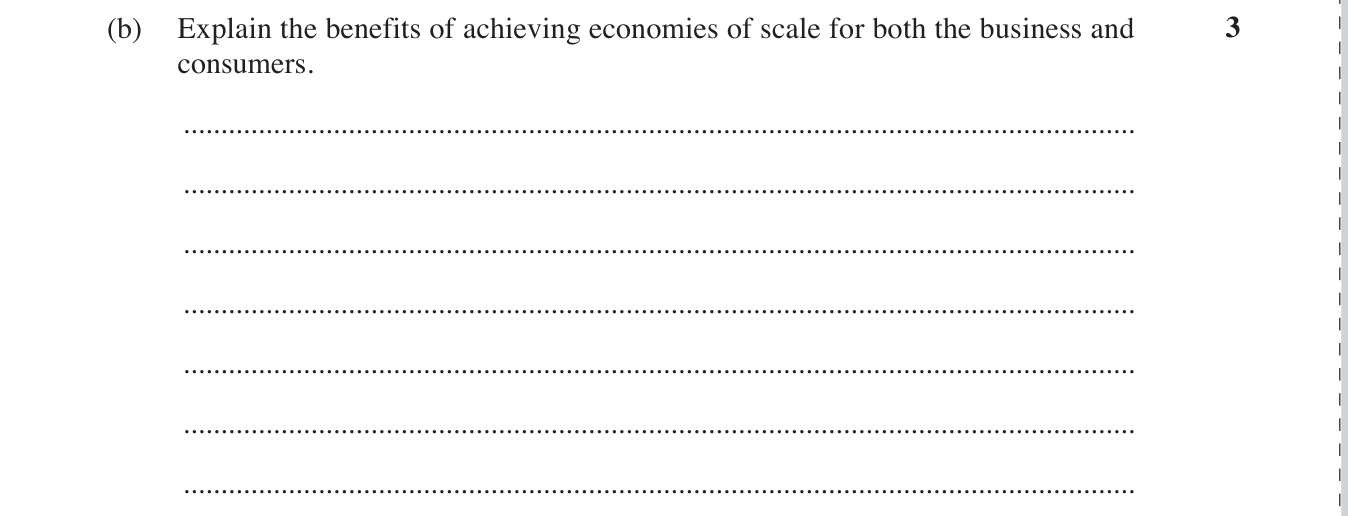 (b) Explain the benefits of achieving economies of scale for both the business and 3
consumers.